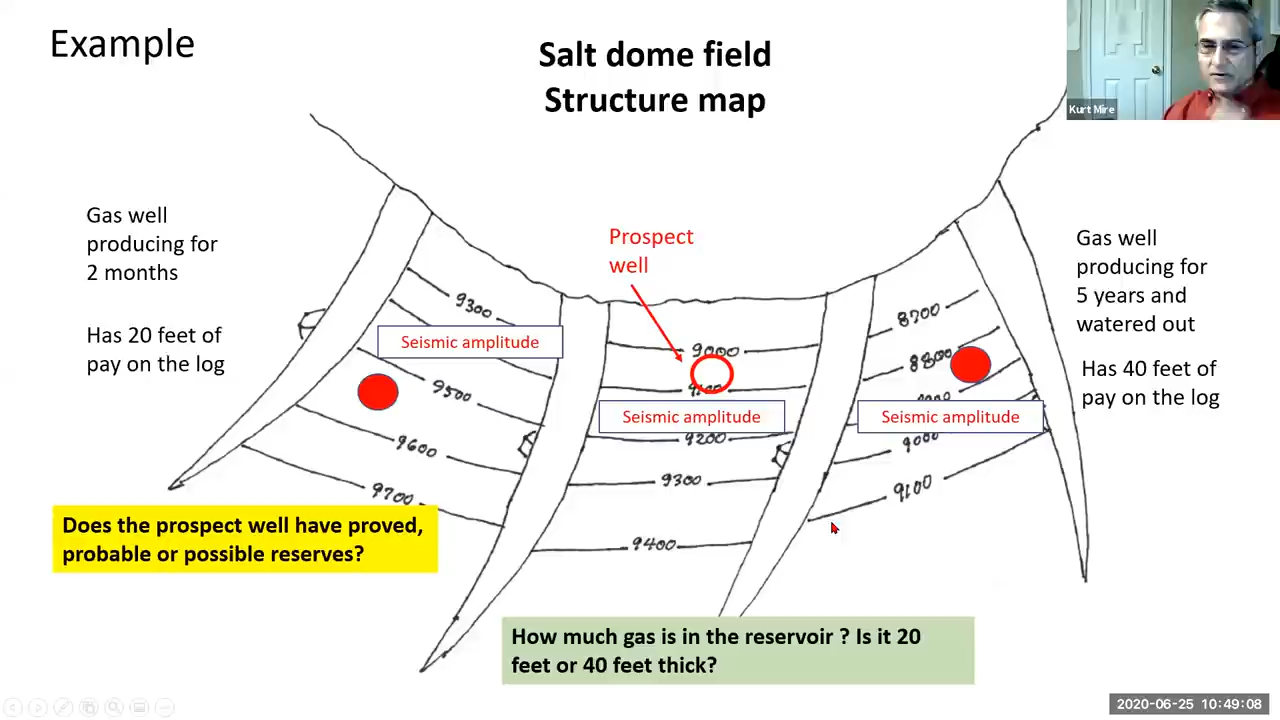 Example
Salt dome field
Structure map
Kurt Mire
Gas well
producing for
2 months
Has 20 feet of
pay on the log
Prospect
well
Gas well
producing for
5 years and
watered out
Has 40 feet of
pay on the log
9300
Seismic amplitude
9500
9600
9700
9000
9100
Seismic amplitude
9200
9300
9400
8700
8800
Seismic amplitude
9000
9100
Does the prospect well have proved,
probable or possible reserves?
How much gas is in the reservoir ? Is it 20
feet or 40 feet thick?
2020-06-25 10:49:08